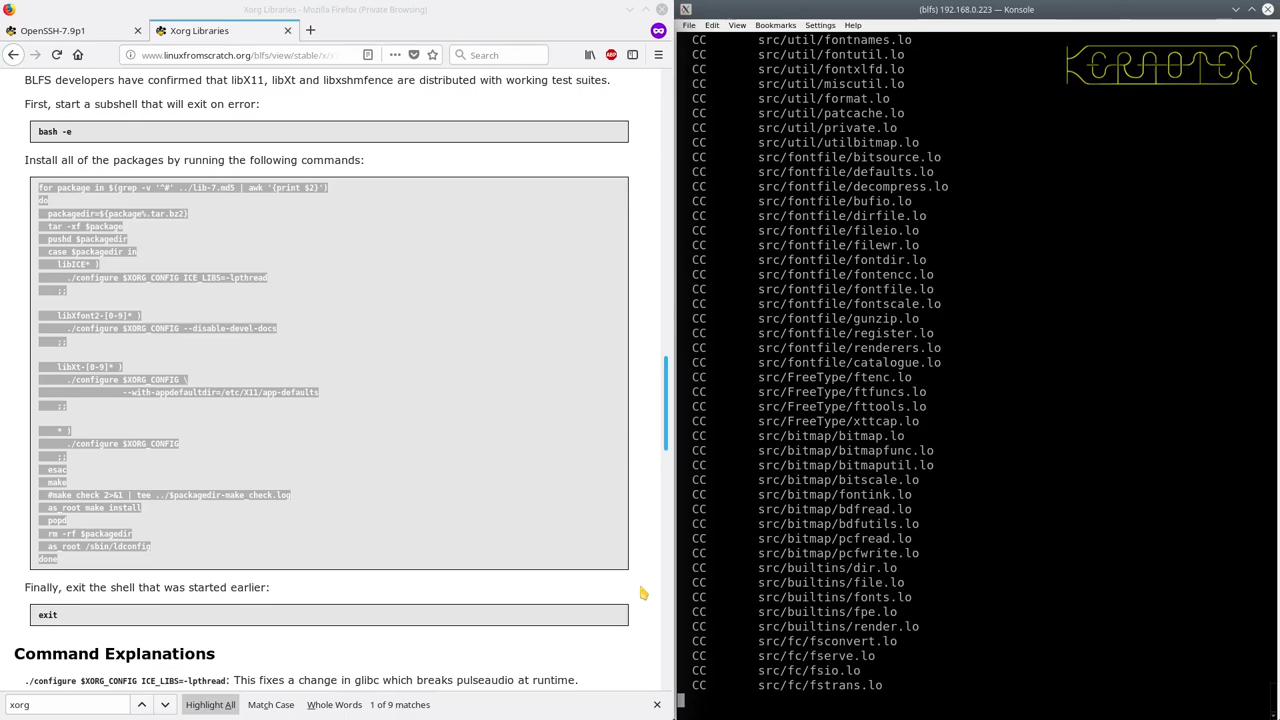 Xorg Libraries - Mozilla Firefox (Private Browsing)
OpenSSH-7.9p1
Xorg Libraries
www.linuxfromscratch.org/blfs/view/stable/x/x
Search
BLFS developers have confirmed that libX11, libXt and libxshmfence are distributed with working test suites.
First, start a subshell that will exit on error:
bash -e
Install all of the packages by running the following commands:
for package in $(grep -v '^#' ../lib-7.md5 | awk '{print $2}')
do
packagedir=${package%.tar.bz2}
tar -xf $package
pushd $packagedir
case $packagedir in
libICE* )
./configure $XORG_CONFIG ICE_LIBS=-lpthread
;;
libXfont2-[0-9]* )
./configure $XORG_CONFIG --disable-devel-docs
;;
libXt-[0-9]* )
./configure $XORG_CONFIG \
--with-appdefaultdir=/etc/X11/app-defaults
;;
* )
./configure $XORG_CONFIG
;;
esac
make
#make check 2>&1 | tee ../$packagedir-make_check.log
as_root make install
popd
rm -rf $packagedir
as_root /sbin/ldconfig
done
Finally, exit the shell that was started earlier:
exit
Command Explanations
./configure $XORG_CONFIG ICE_LIBS=-lpthread: This fixes a change in glibc which breaks pulseaudio at runtime.
xorg
Highlight All
Match Case
Whole Words
1 of 9 matches
(blfs) 192.168.0.223 — Konsole
File Edit View Bookmarks Settings Help
CC src/util/fontnames.lo
CC src/util/fontutil.lo
CC src/util/fontxlfd.lo
CC src/util/miscutil.lo
CC src/util/format.lo
CC src/util/patcache.lo
CC src/util/private.lo
CC src/util/utilbitmap.lo
CC src/fontfile/bitsource.lo
CC src/fontfile/defaults.lo
CC src/fontfile/decompress.lo
CC src/fontfile/bufio.lo
CC src/fontfile/dirfile.lo
CC src/fontfile/fileio.lo
CC src/fontfile/filewr.lo
CC src/fontfile/fontdir.lo
CC src/fontfile/fontencc.lo
CC src/fontfile/fontfile.lo
CC src/fontfile/fontscale.lo
CC src/fontfile/gunzip.lo
CC src/fontfile/register.lo
CC src/fontfile/renderers.lo
CC src/fontfile/catalogue.lo
CC src/FreeType/ftenc.lo
CC src/FreeType/ftfuncs.lo
CC src/FreeType/fttools.lo
CC src/FreeType/xttcap.lo
CC src/bitmap/bitmap.lo
CC src/bitmap/bitmapfunc.lo
CC src/bitmap/bitmaputil.lo
CC src/bitmap/bitscale.lo
CC src/bitmap/fontink.lo
CC src/bitmap/bdfread.lo
CC src/bitmap/bdfutils.lo
CC src/bitmap/pcfread.lo
CC src/bitmap/pcfwrite.lo
CC src/builtins/dir.lo
CC src/builtins/file.lo
CC src/builtins/fonts.lo
CC src/builtins/fpe.lo
CC src/builtins/render.lo
CC src/fc/fsconvert.lo
CC src/fc/fserve.lo
CC src/fc/fsio.lo
CC src/fc/fstrans.lo